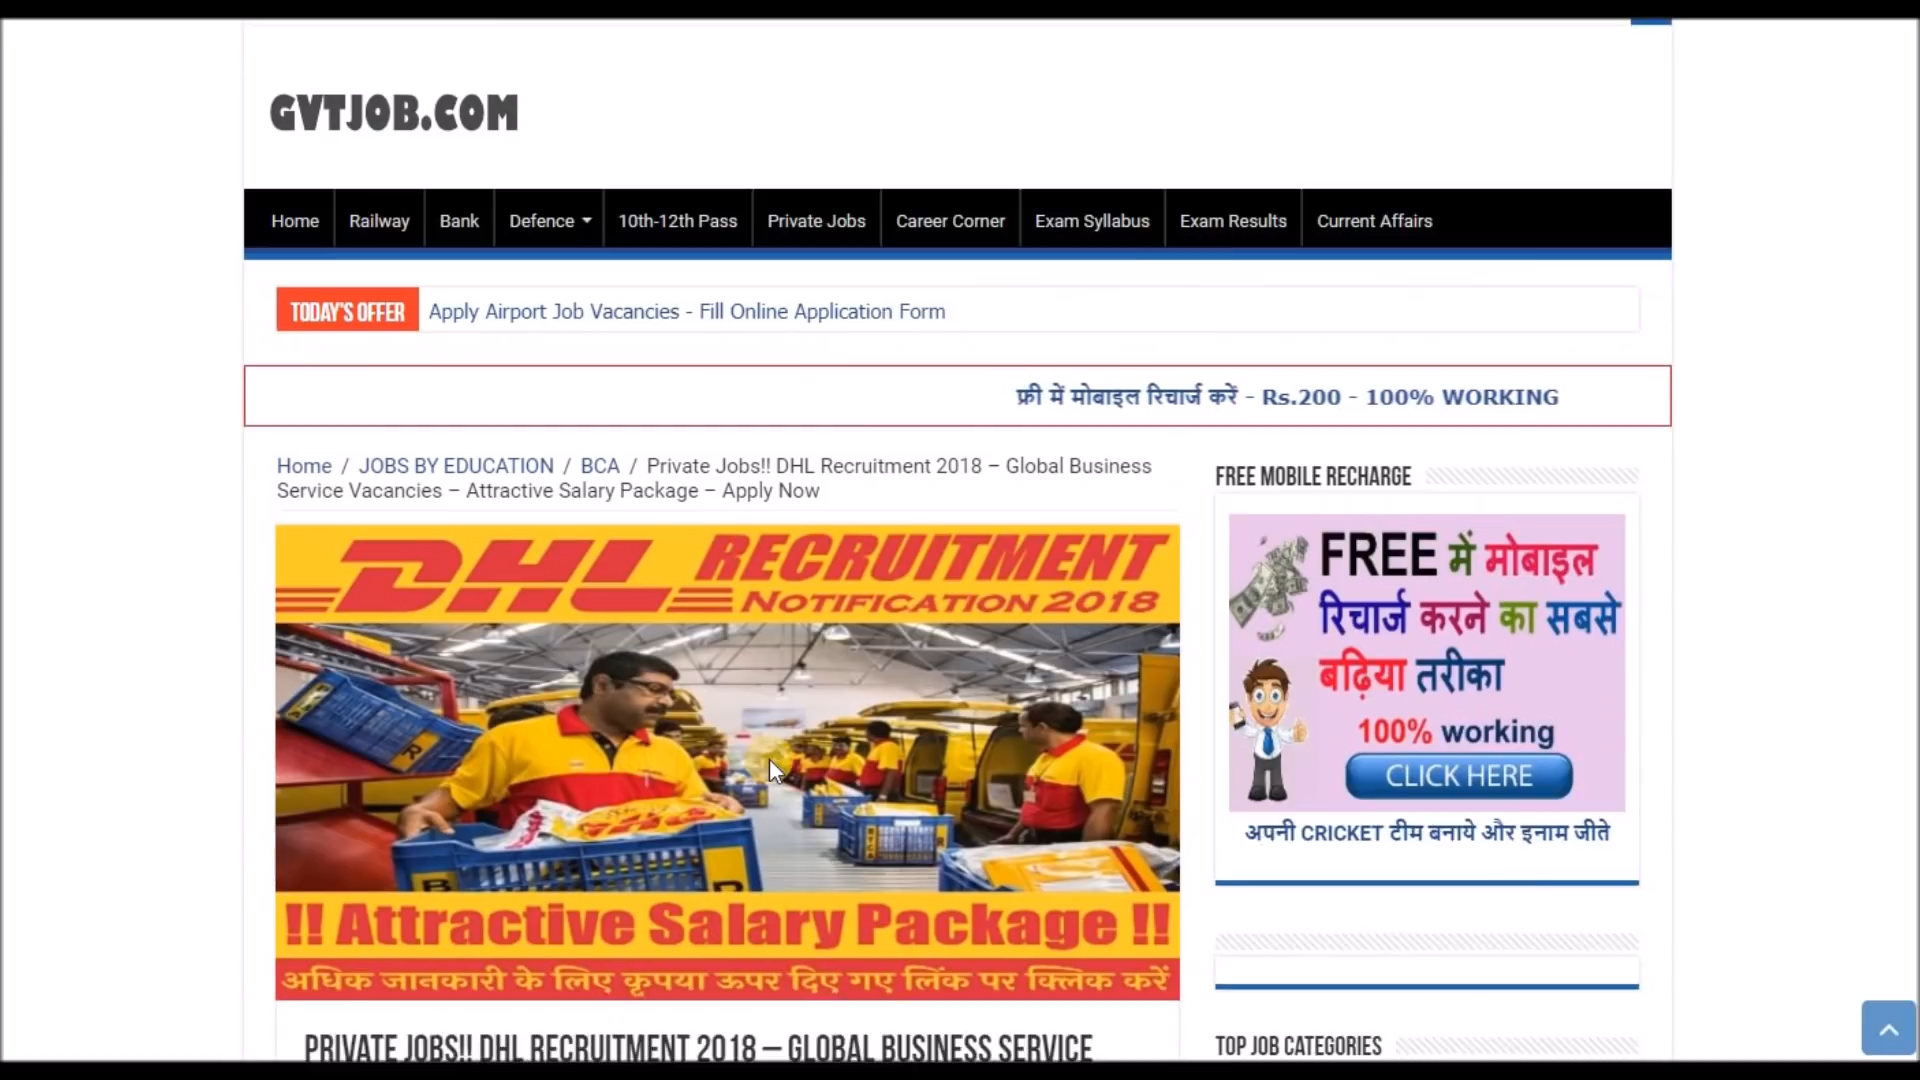 GVTJOB.COM
Home Railway Bank Defence 10th-12th Pass Private Jobs Career Corner Exam Syllabus Exam Results Current Affairs
TODAY'S OFFER Apply Airport Job Vacancies - Fill Online Application Form
फ्री में मोबाइल रिचार्ज करें - Rs.200 - 100% WORKING
Home / JOBS BY EDUCATION / BCA / Private Jobs!! DHL Recruitment 2018 – Global Business
Service Vacancies – Attractive Salary Package – Apply Now
DHL RECRUITMENT
NOTIFICATION 2018
!! Attractive Salary Package !!
अधिक जानकारी के लिए कृपया ऊपर दिए गए लिंक पर क्लिक करें
PRIVATE JOBS!! DHL RECRUITMENT 2018 – GLOBAL BUSINESS SERVICE
FREE MOBILE RECHARGE
FREE में मोबाइल
रिचार्ज करने का सबसे
बढ़िया तरीका
100% working
CLICK HERE
अपनी CRICKET टीम बनाये और इनाम जीते
TOP JOB CATEGORIES